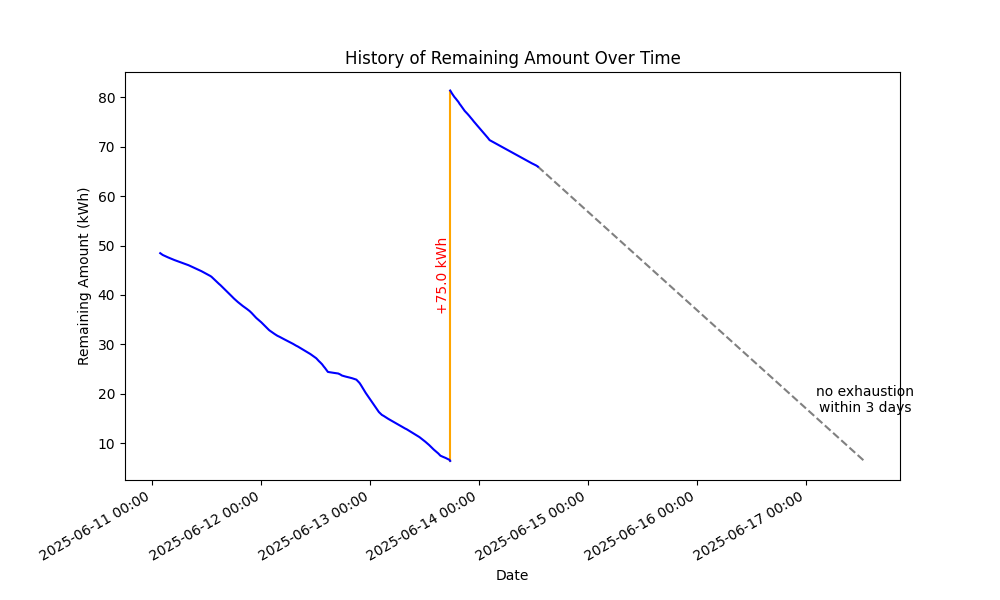 History of Remaining Amount Over Time
Remaining Amount (kWh)
80
70
60
50
40
30
20
10
+75.0 kWh
no exhaustion
within 3 days
2025-06-11 00:00
2025-06-12 00:00
2025-06-13 00:00
2025-06-14 00:00
2025-06-15 00:00
2025-06-16 00:00
2025-06-17 00:00
Date